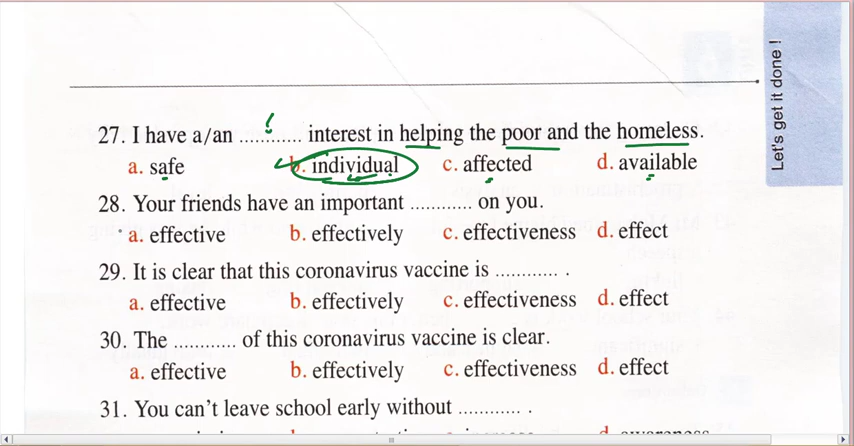 Let's get it done !
27. I have a/an ............ interest in helping the poor and the homeless.
a. safe b. individual c. affected d. available
28. Your friends have an important ............ on you.
a. effective b. effectively c. effectiveness d. effect
29. It is clear that this coronavirus vaccine is ............ .
a. effective b. effectively c. effectiveness d. effect
30. The ............ of this coronavirus vaccine is clear.
a. effective b. effectively c. effectiveness d. effect
31. You can't leave school early without ............ .